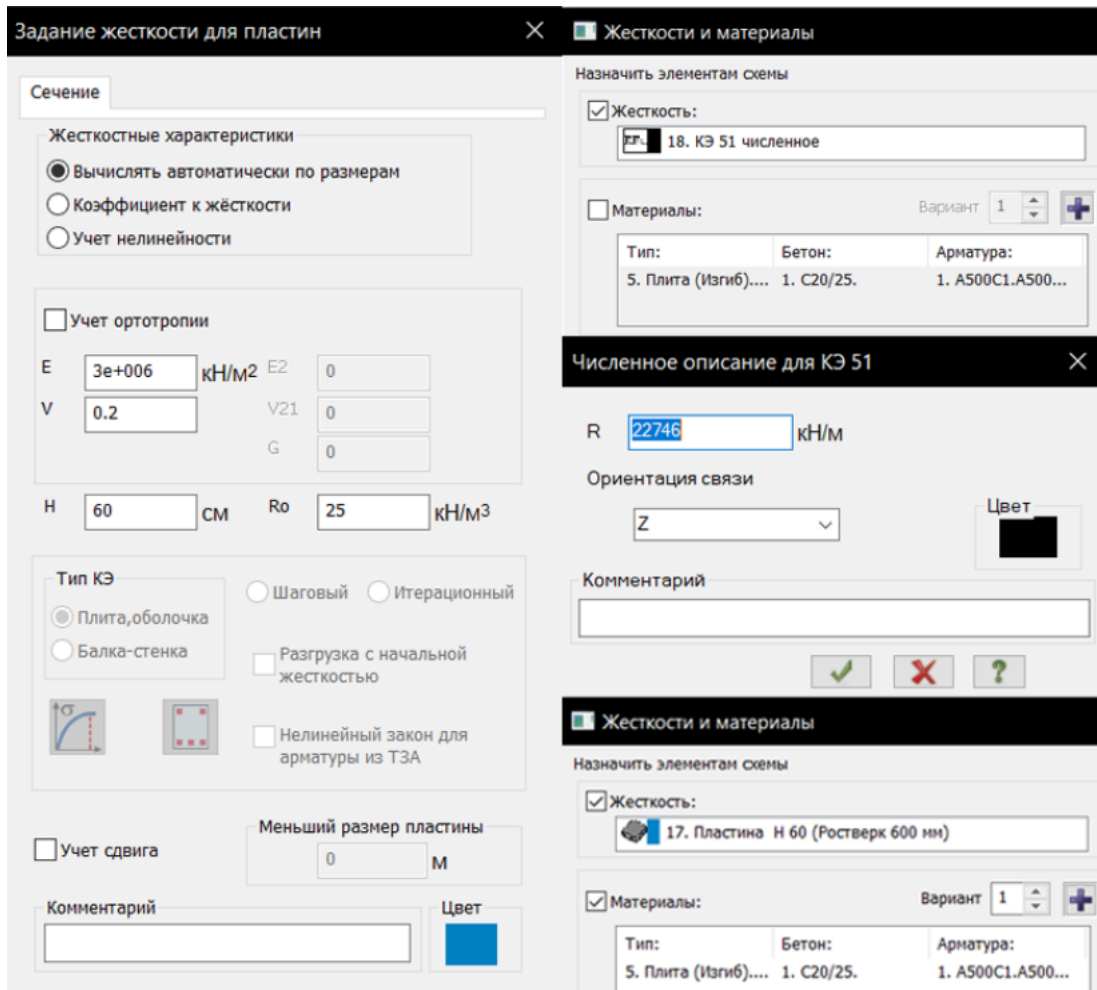 Задание жесткости для пластин
Сечение
Жесткостные характеристики
Вычислять автоматически по размерам
Коэффициент к жёсткости
Учет нелинейности
Учет ортотропии
E 3e+006 кН/м2 E2 0
V 0.2 V21 0
G 0
H 60 см Ro 25 кН/м3
Тип КЭ
Плита,оболочка
Балка-стенка
Шаговый Итерационный
Разгрузка с начальной
жесткостью
Нелинейный закон для
арматуры из ТЗА
σ
Учет сдвига
Меньший размер пластины
0 м
Комментарий
Цвет
Жесткости и материалы
Назначить элементам схемы
Жесткость:
18. КЭ 51 численное
Материалы: Вариант 1
Тип: Бетон: Арматура:
5. Плита (Изгиб).... 1. C20/25. 1. A500C1.A500...
Численное описание для КЭ 51
R 22746 кН/м
Ориентация связи
Z
Цвет
Комментарий
?
Жесткости и материалы
Назначить элементам схемы
Жесткость:
17. Пластина H 60 (Ростверк 600 мм)
Материалы: Вариант 1
Тип: Бетон: Арматура:
5. Плита (Изгиб).... 1. C20/25. 1. A500C1.A500...